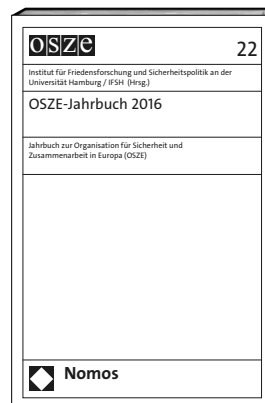 osze
22
Institut für Friedensforschung und Sicherheitspolitik an der
Universität Hamburg / IFSH (Hrsg.)
OSZE-Jahrbuch 2016
Jahrbuch zur Organisation für Sicherheit und
Zusammenarbeit in Europa (OSZE)
Nomos